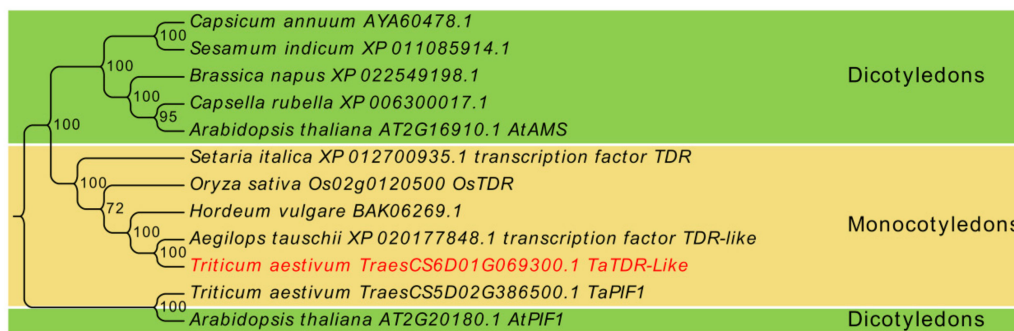 Capsicum annuum AYA60478.1
100
Sesamum indicum XP 011085914.1
100
Brassica napus XP 022549198.1
Dicotyledons
100
Capsella rubella XP 006300017.1
95
100
Arabidopsis thaliana AT2G16910.1 AtAMS
Setaria italica XP 012700935.1 transcription factor TDR
100
Oryza sativa Os02g0120500 OsTDR
72
Hordeum vulgare BAK06269.1
Monocotyledons
100
Aegilops tauschii XP 020177848.1 transcription factor TDR-like
100
Triticum aestivum TraesCS6D01G069300.1 TaTDR-Like
Triticum aestivum TraesCS5D02G386500.1 TaPIF1
100
Arabidopsis thaliana AT2G20180.1 AtPIF1
Dicotyledons